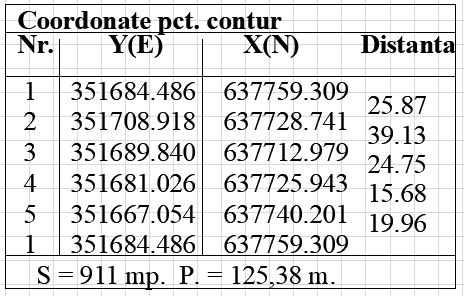 Coordonate pct. contur
Nr. Y(E) X(N) Distanta
1 351684.486 637759.309
25.87
2 351708.918 637728.741
39.13
3 351689.840 637712.979
24.75
4 351681.026 637725.943
15.68
5 351667.054 637740.201
19.96
1 351684.486 637759.309
S = 911 mp. P. = 125,38 m.